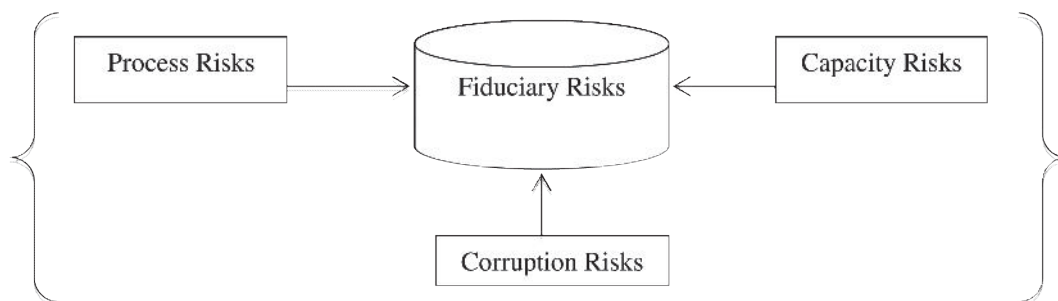 Process Risks
Fiduciary Risks
Capacity Risks
Corruption Risks